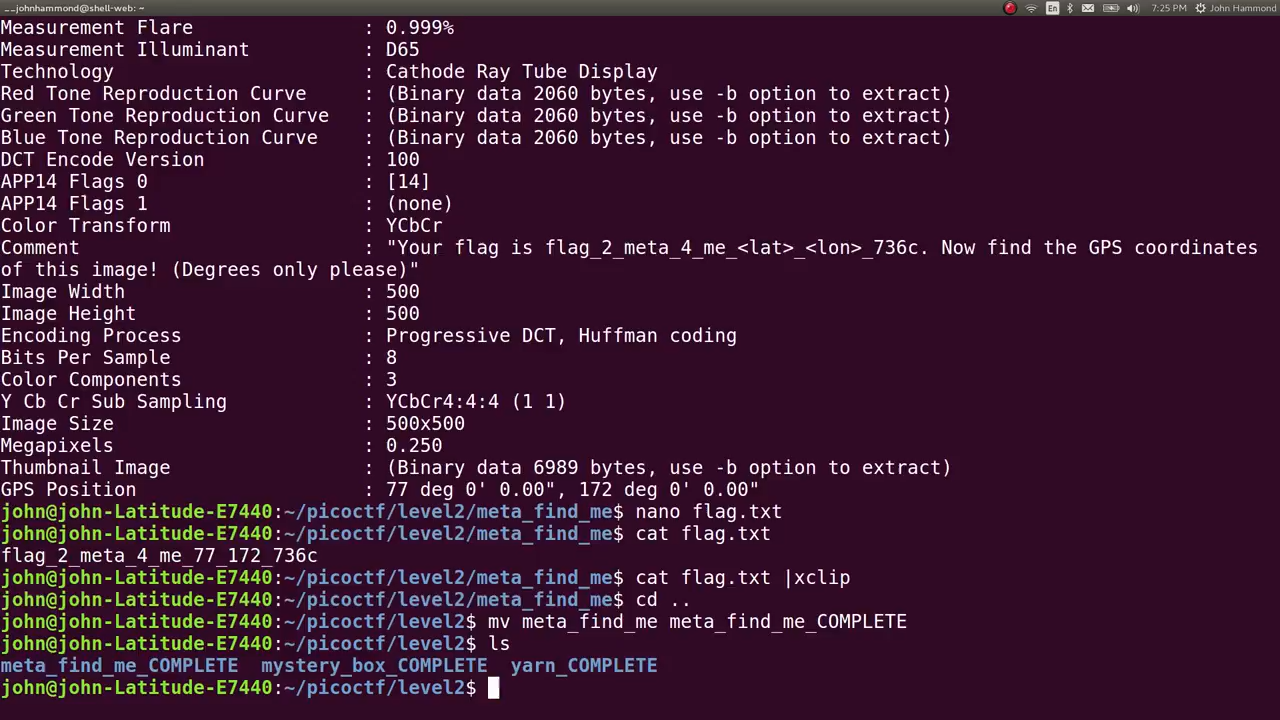 __johnhammond@shell-web: ~ En 7:25 PM John Hammond
Measurement Flare : 0.999%
Measurement Illuminant : D65
Technology : Cathode Ray Tube Display
Red Tone Reproduction Curve : (Binary data 2060 bytes, use -b option to extract)
Green Tone Reproduction Curve : (Binary data 2060 bytes, use -b option to extract)
Blue Tone Reproduction Curve : (Binary data 2060 bytes, use -b option to extract)
DCT Encode Version : 100
APP14 Flags 0 : [14]
APP14 Flags 1 : (none)
Color Transform : YCbCr
Comment : "Your flag is flag_2_meta_4_me_<lat>_<lon>_736c. Now find the GPS coordinates
of this image! (Degrees only please)"
Image Width : 500
Image Height : 500
Encoding Process : Progressive DCT, Huffman coding
Bits Per Sample : 8
Color Components : 3
Y Cb Cr Sub Sampling : YCbCr4:4:4 (1 1)
Image Size : 500x500
Megapixels : 0.250
Thumbnail Image : (Binary data 6989 bytes, use -b option to extract)
GPS Position : 77 deg 0' 0.00", 172 deg 0' 0.00"
john@john-Latitude-E7440:~/picoctf/level2/meta_find_me$ nano flag.txt
john@john-Latitude-E7440:~/picoctf/level2/meta_find_me$ cat flag.txt
flag_2_meta_4_me_77_172_736c
john@john-Latitude-E7440:~/picoctf/level2/meta_find_me$ cat flag.txt |xclip
john@john-Latitude-E7440:~/picoctf/level2/meta_find_me$ cd ..
john@john-Latitude-E7440:~/picoctf/level2$ mv meta_find_me meta_find_me_COMPLETE
john@john-Latitude-E7440:~/picoctf/level2$ ls
meta_find_me_COMPLETE mystery_box_COMPLETE yarn_COMPLETE
john@john-Latitude-E7440:~/picoctf/level2$